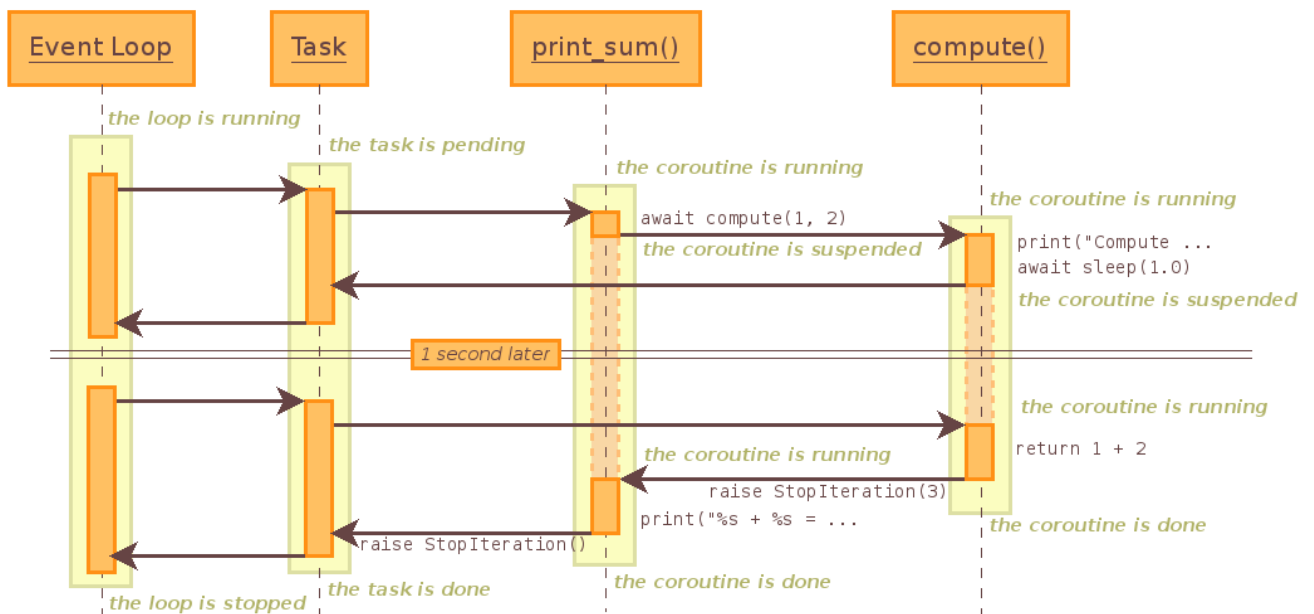 Event Loop
Task
print_sum()
compute()
the loop is running
the task is pending
the coroutine is running
the coroutine is running
await compute(1, 2)
print("Compute ...
the coroutine is suspended
await sleep(1.0)
the coroutine is suspended
1 second later
the coroutine is running
return 1 + 2
the coroutine is running
raise StopIteration(3)
print("%s + %s = ...
the coroutine is done
raise StopIteration()
the coroutine is done
the task is done
the loop is stopped